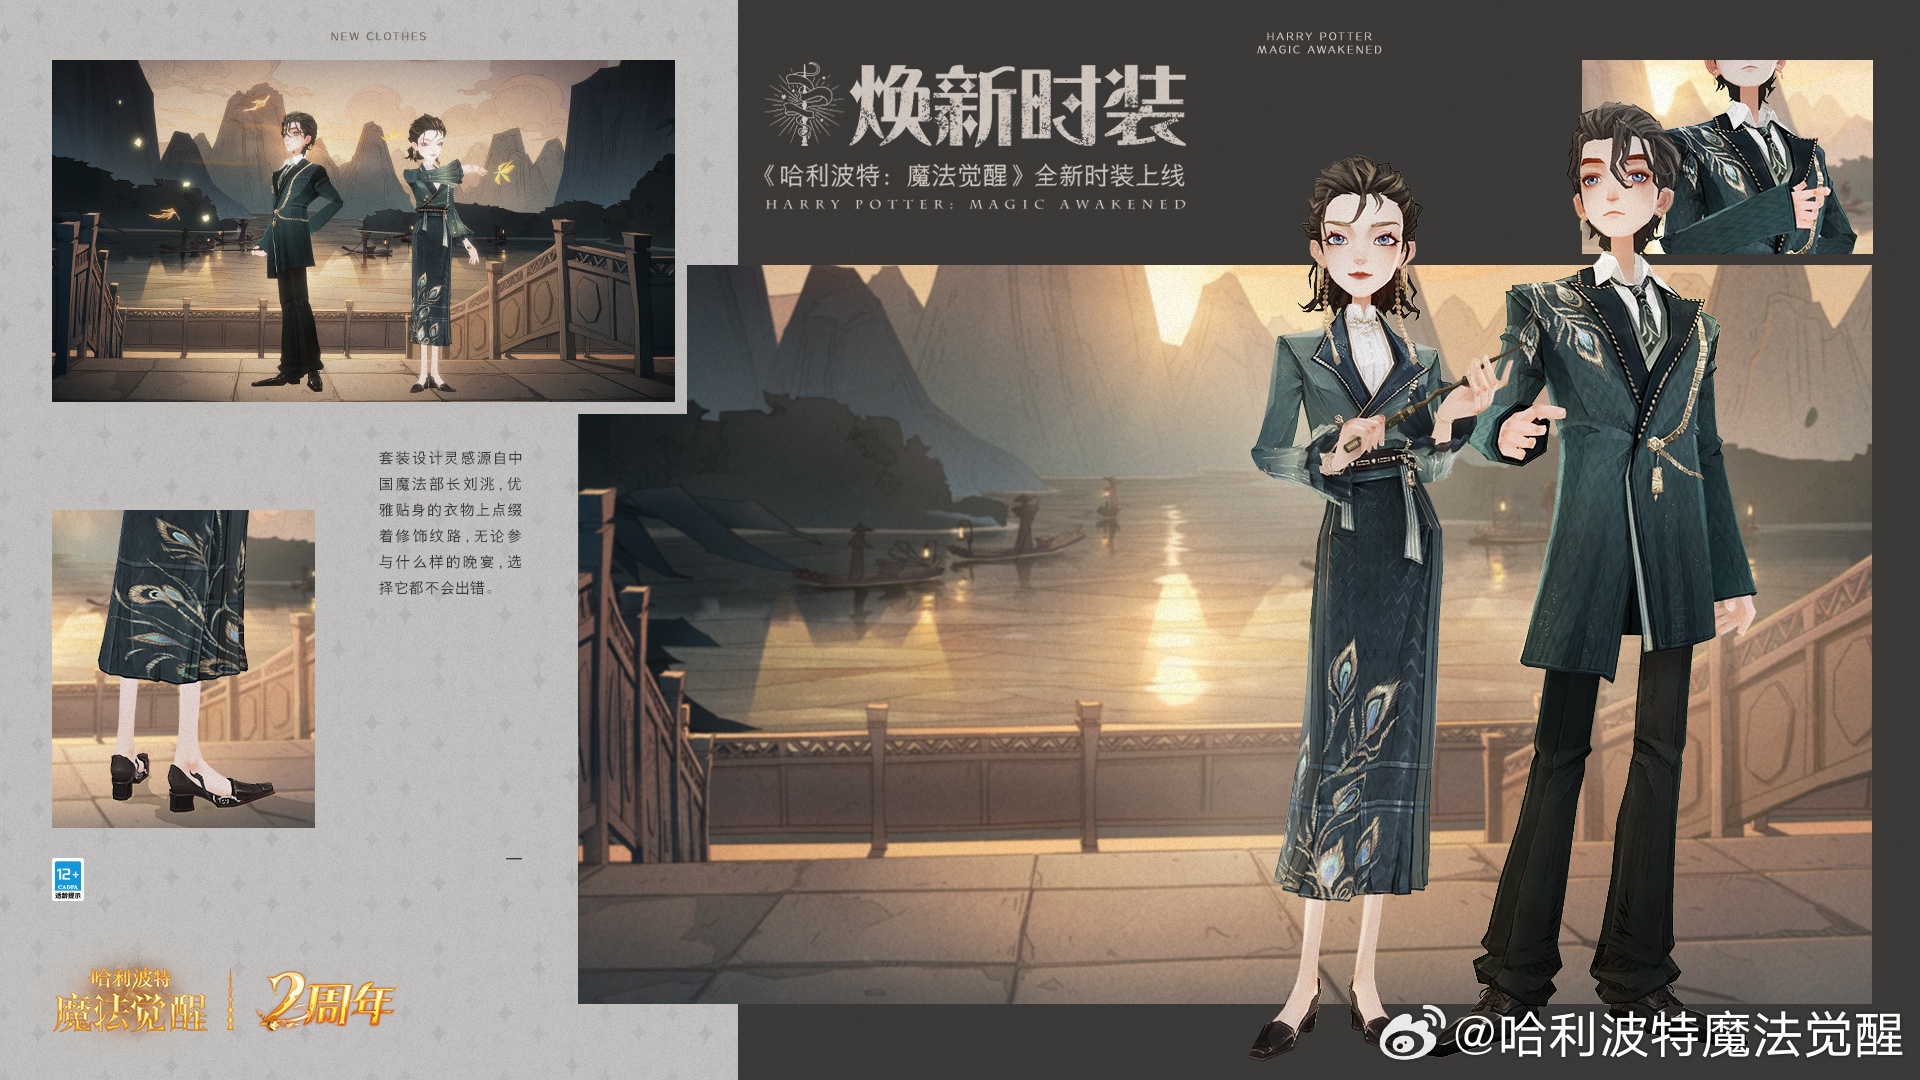 NEW CLOTHES
HARRY POTTER
MAGIC AWAKENED
焕新时装
《哈利波特：魔法觉醒》全新时装上线
HARRY POTTER: MAGIC AWAKENED
套装设计灵感源自中
国魔法部长刘洮，优
雅贴身的衣物上点缀
着修饰纹路，无论参
与什么样的晚宴，选
择它都不会出错。
12+
CADPA
适龄提示
哈利波特
魔法觉醒
2周年
@哈利波特魔法觉醒